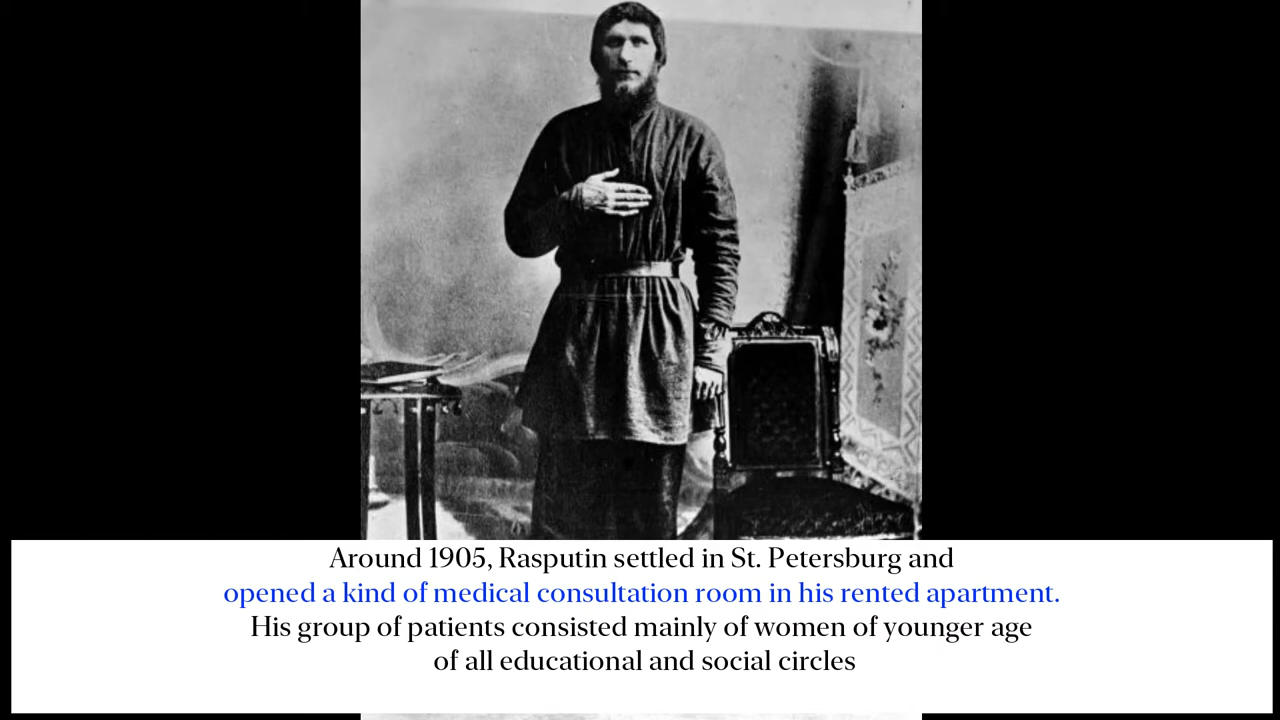 Around 1905, Rasputin settled in St. Petersburg and
opened a kind of medical consultation room in his rented apartment.
His group of patients consisted mainly of women of younger age
of all educational and social circles